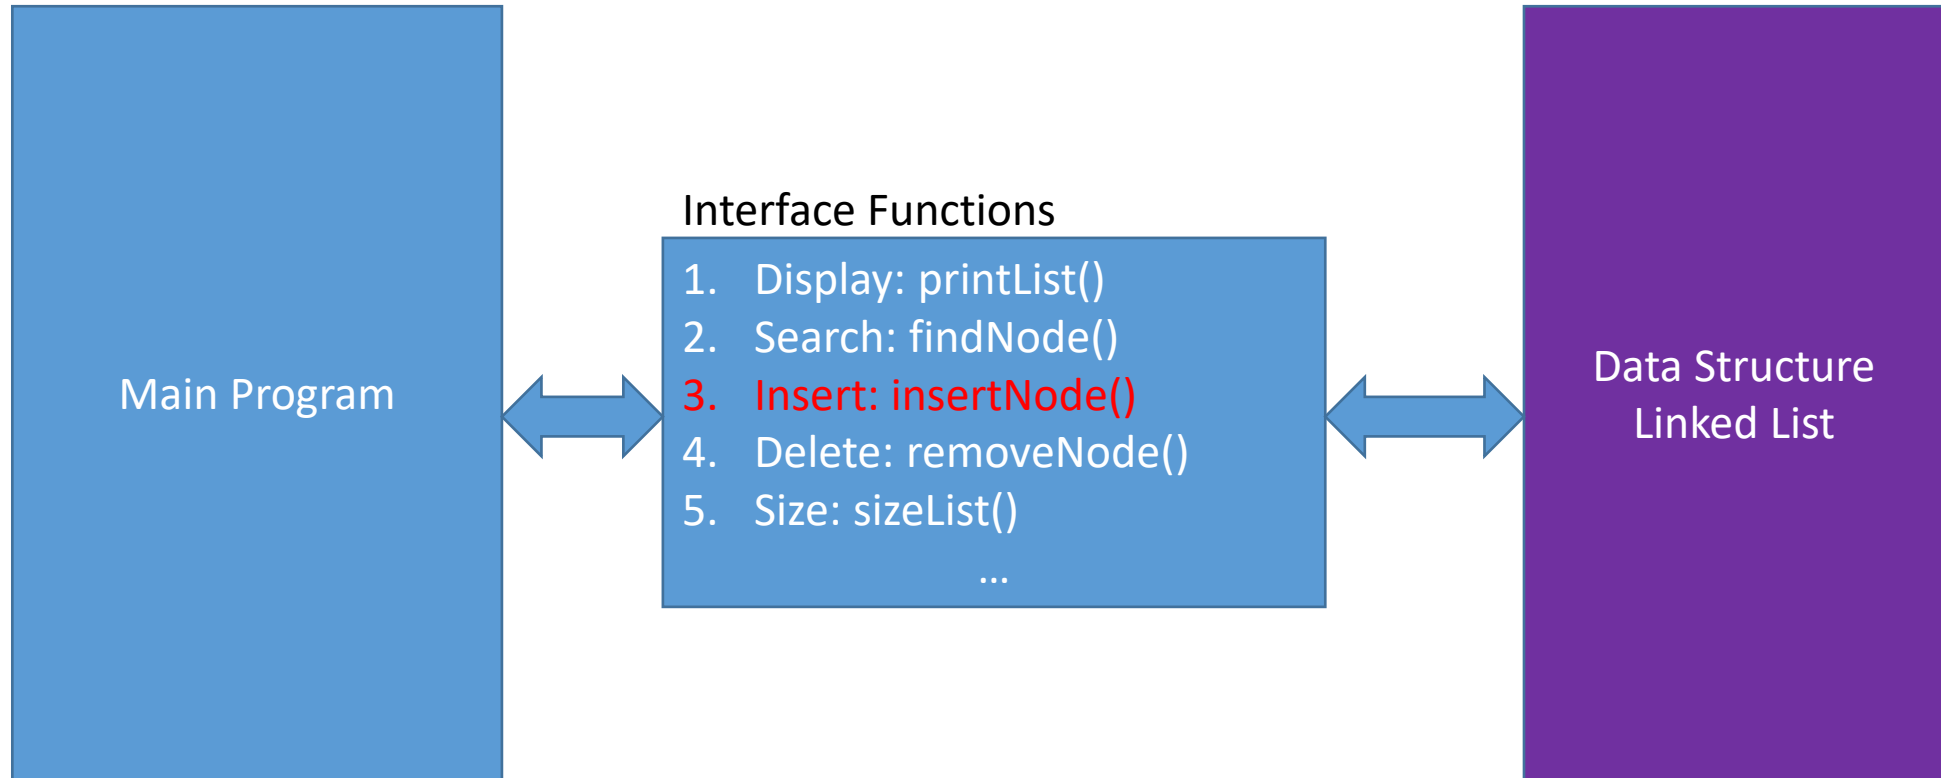 Main Program
Interface Functions
1. Display: printList()
2. Search: findNode()
3. Insert: insertNode()
4. Delete: removeNode()
5. Size: sizeList()
…
Data Structure
Linked List